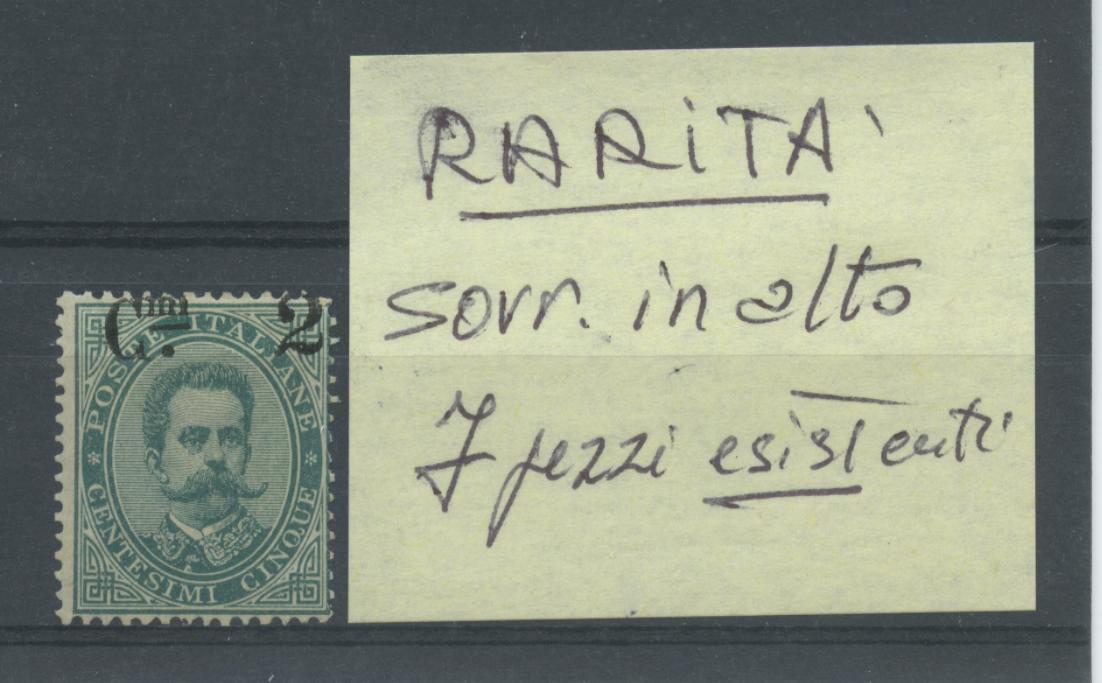 Cmi. 2
POSTE ITALIANE
CENTESIMI CINQUE
RARiTA'
sovr. in alto
7 pezzi esistenti